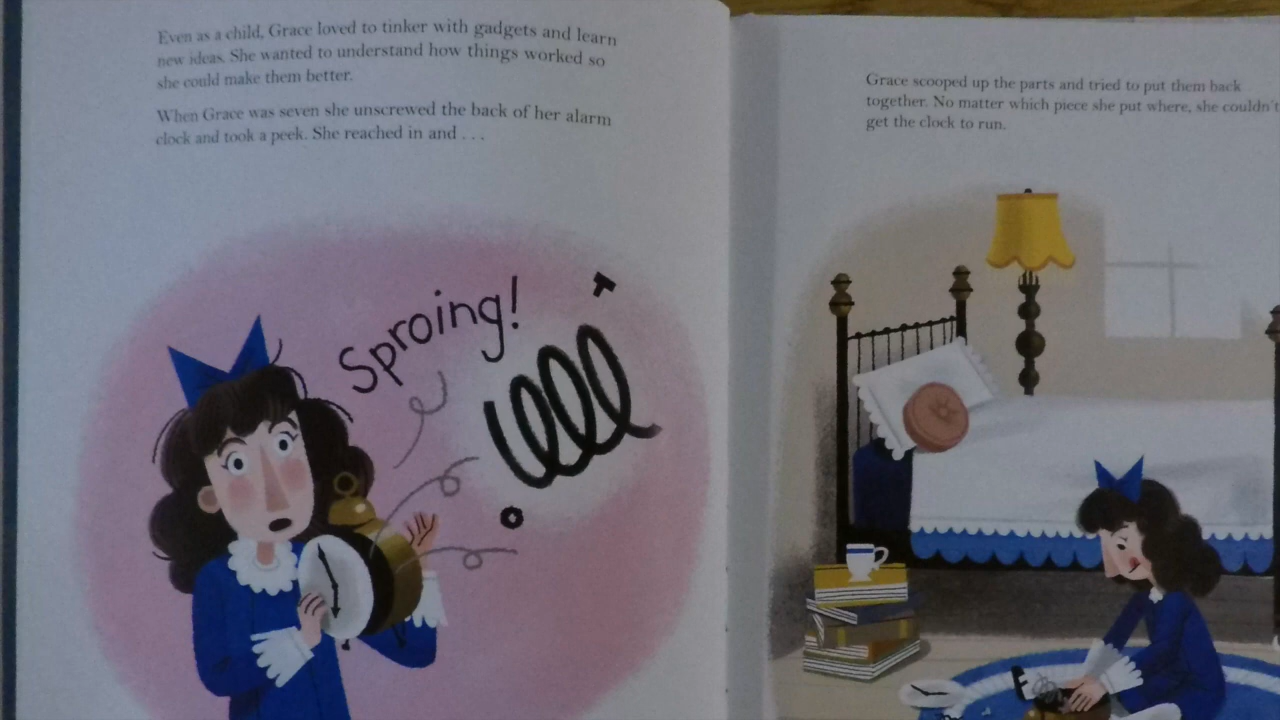 Even as a child, Grace loved to tinker with gadgets and learn
new ideas. She wanted to understand how things worked so
she could make them better.
When Grace was seven she unscrewed the back of her alarm
clock and took a peek. She reached in and . . .
Sproing!
Grace scooped up the parts and tried to put them back
together. No matter which piece she put where, she couldn't
get the clock to run.